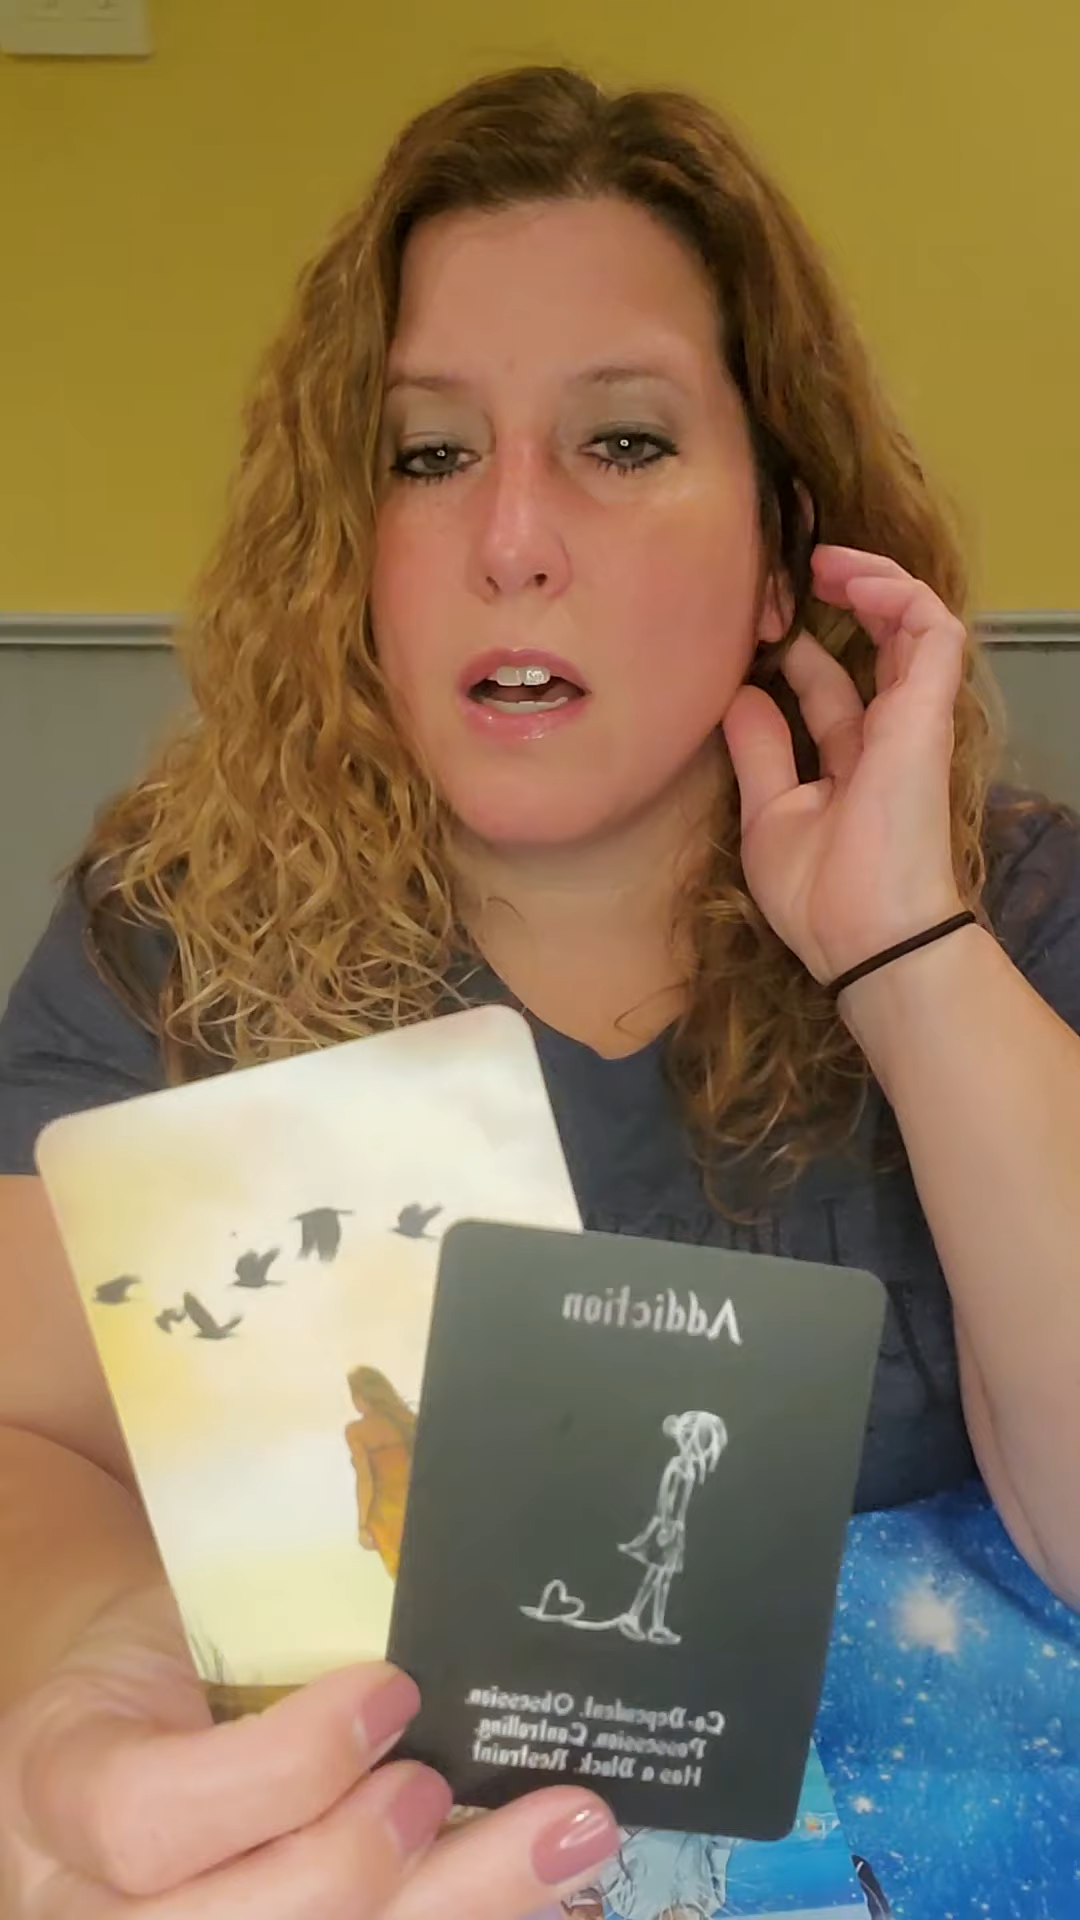 Addiction
Co-Dependent, Obsession,
Possession, Controlling,
Has a Block, Restraint